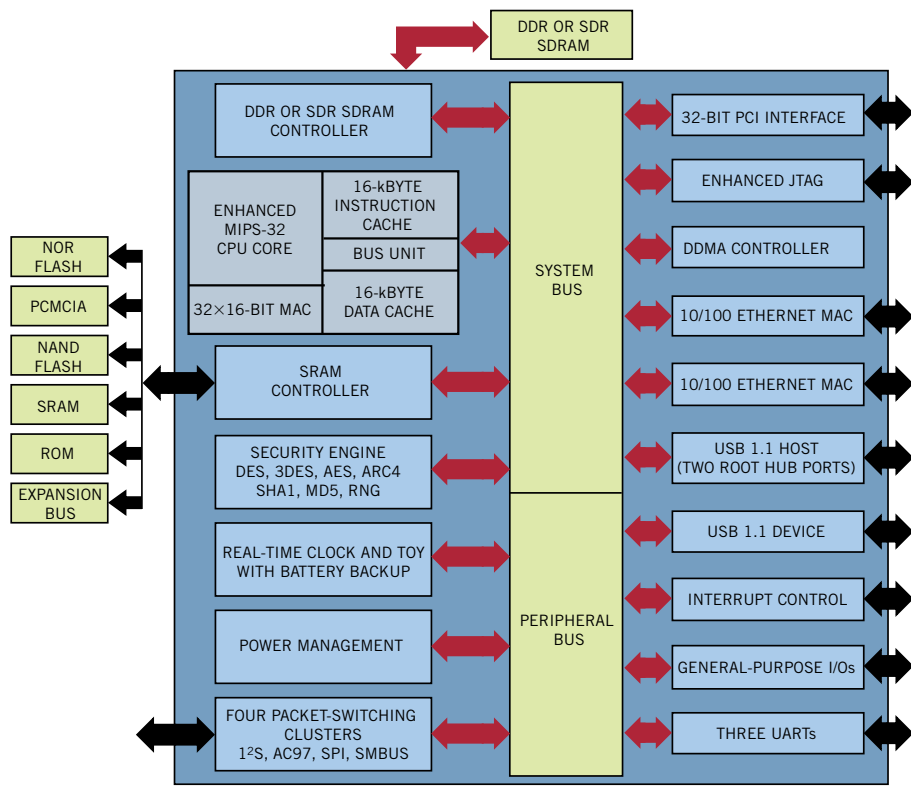 DDR OR SDR
SDRAM
DDR OR SDR SDRAM
CONTROLLER
ENHANCED
MIPS-32
CPU CORE
16-kBYTE
INSTRUCTION
CACHE
BUS UNIT
32×16-BIT MAC
16-kBYTE
DATA CACHE
NOR
FLASH
PCMCIA
NAND
FLASH
SRAM
ROM
EXPANSION
BUS
SRAM
CONTROLLER
SECURITY ENGINE
DES, 3DES, AES, ARC4
SHA1, MD5, RNG
REAL-TIME CLOCK AND TOY
WITH BATTERY BACKUP
POWER MANAGEMENT
FOUR PACKET-SWITCHING
CLUSTERS
1²S, AC97, SPI, SMBUS
SYSTEM
BUS
PERIPHERAL
BUS
32-BIT PCI INTERFACE
ENHANCED JTAG
DDMA CONTROLLER
10/100 ETHERNET MAC
10/100 ETHERNET MAC
USB 1.1 HOST
(TWO ROOT HUB PORTS)
USB 1.1 DEVICE
INTERRUPT CONTROL
GENERAL-PURPOSE I/Os
THREE UARTs